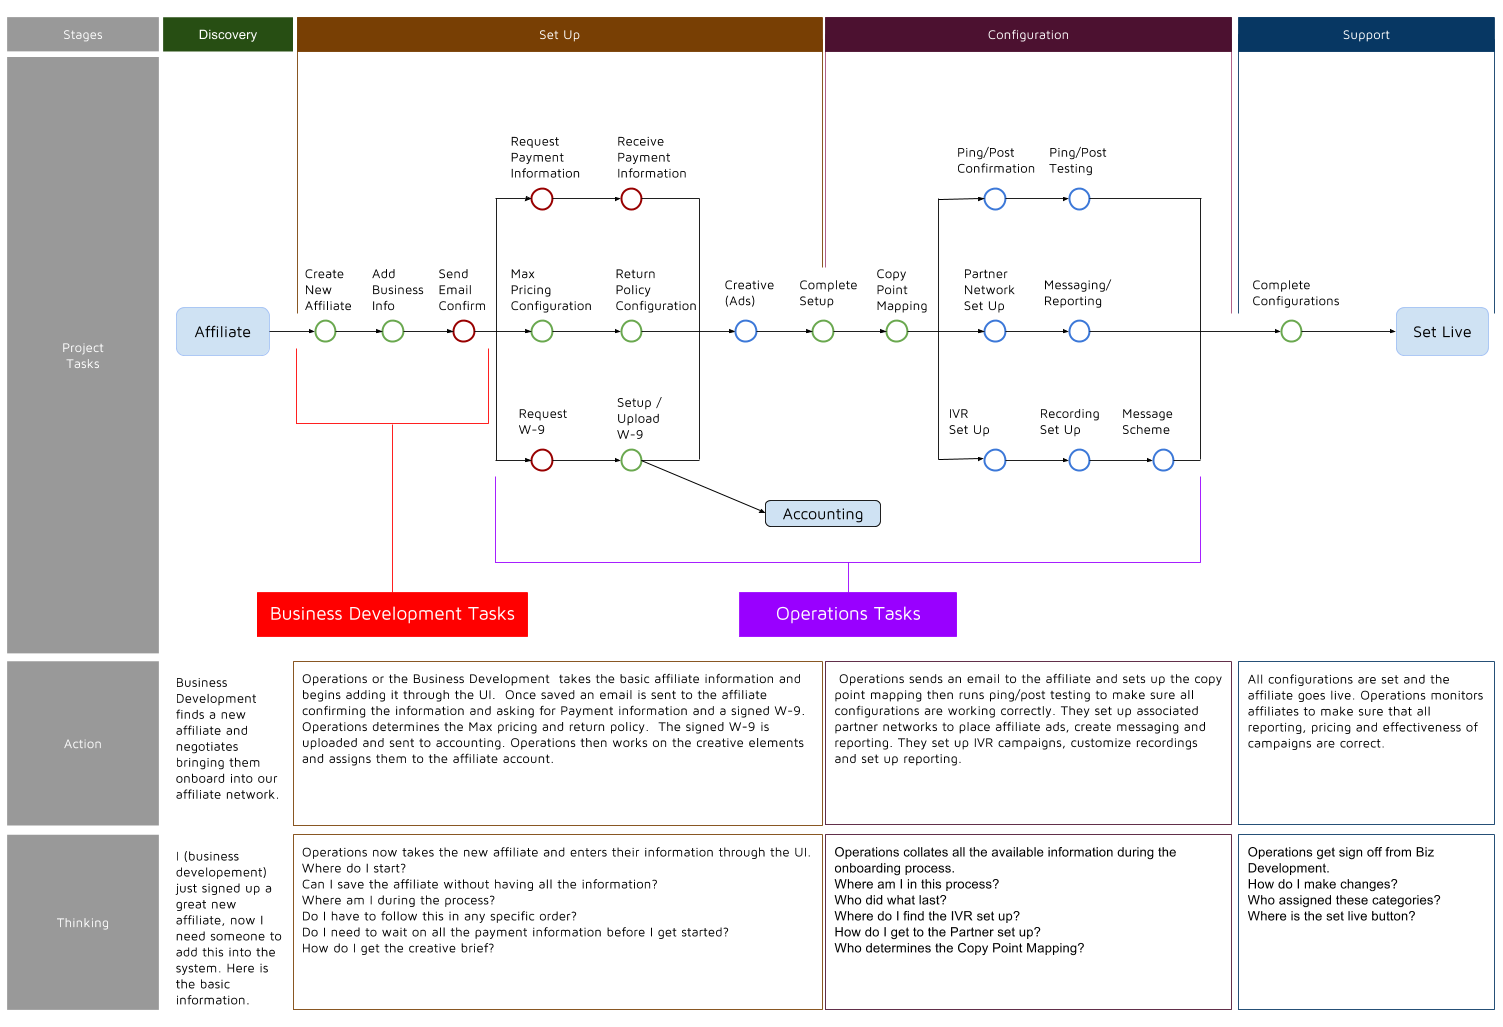 Stages
Discovery
Set Up
Configuration
Support
Project
Tasks
Request
Payment
Information
Receive
Payment
Information
Ping/Post
Confirmation
Ping/Post
Testing
Create
New
Affiliate
Add
Business
Info
Send
Email
Confirm
Max
Pricing
Configuration
Return
Policy
Configuration
Creative
(Ads)
Complete
Setup
Copy
Point
Mapping
Partner
Network
Set Up
Messaging/
Reporting
Complete
Configurations
Affiliate
Set Live
Request
W-9
Setup /
Upload
W-9
IVR
Set Up
Recording
Set Up
Message
Scheme
Accounting
Business Development Tasks
Operations Tasks
Action
Business
Development
finds a new
affiliate and
negotiates
bringing them
onboard into our
affiliate network.
Operations or the Business Development  takes the basic affiliate information and
begins adding it through the UI.  Once saved an email is sent to the affiliate
confirming the information and asking for Payment information and a signed W-9.
Operations determines the Max pricing and return policy.  The signed W-9 is
uploaded and sent to accounting. Operations then works on the creative elements
and assigns them to the affiliate account.
Operations sends an email to the affiliate and sets up the copy
point mapping then runs ping/post testing to make sure all
configurations are working correctly. They set up associated
partner networks to place affiliate ads, create messaging and
reporting. They set up IVR campaigns, customize recordings
and set up reporting.
All configurations are set and the
affiliate goes live. Operations monitors
affiliates to make sure that all
reporting, pricing and effectiveness of
campaigns are correct.
Thinking
I (business
developement)
just signed up a
great new
affiliate, now I
need someone to
add this into the
system. Here is
the basic
information.
Operations now takes the new affiliate and enters their information through the UI.
Where do I start?
Can I save the affiliate without having all the information?
Where am I during the process?
Do I have to follow this in any specific order?
Do I need to wait on all the payment information before I get started?
How do I get the creative brief?
Operations collates all the available information during the
onboarding process.
Where am I in this process?
Who did what last?
Where do I find the IVR set up?
How do I get to the Partner set up?
Who determines the Copy Point Mapping?
Operations get sign off from Biz
Development.
How do I make changes?
Who assigned these categories?
Where is the set live button?